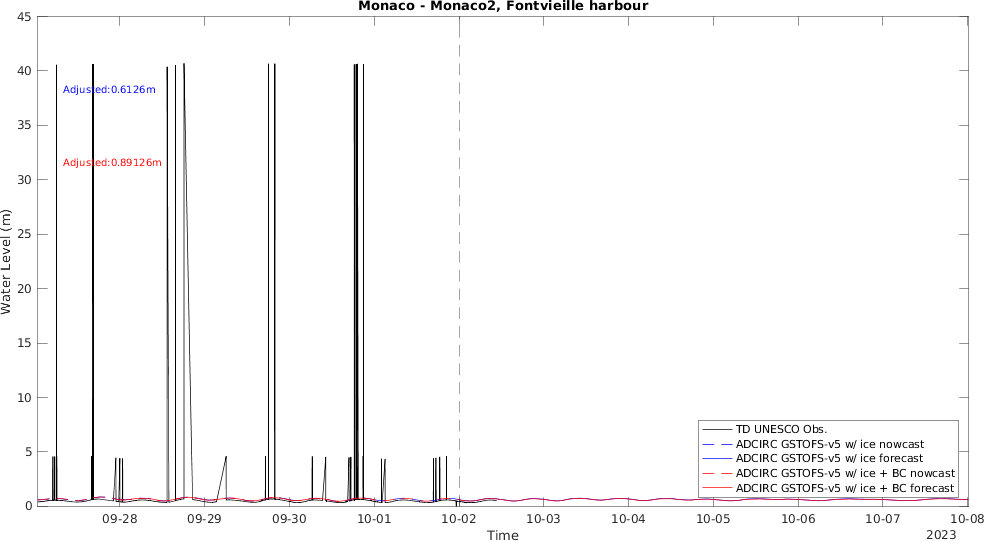 Monaco - Monaco2, Fontvieille harbour
45
40
35
30
25
20
15
10
5
0
Water Level (m)
Adjusted:0.6126m
Adjusted:0.89126m
TD UNESCO Obs.
ADCIRC GSTOFS-v5 w/ ice nowcast
ADCIRC GSTOFS-v5 w/ ice forecast
ADCIRC GSTOFS-v5 w/ ice + BC nowcast
ADCIRC GSTOFS-v5 w/ ice + BC forecast
09-28 09-29 09-30 10-01 10-02 10-03 10-04 10-05 10-06 10-07 10-08
Time
2023